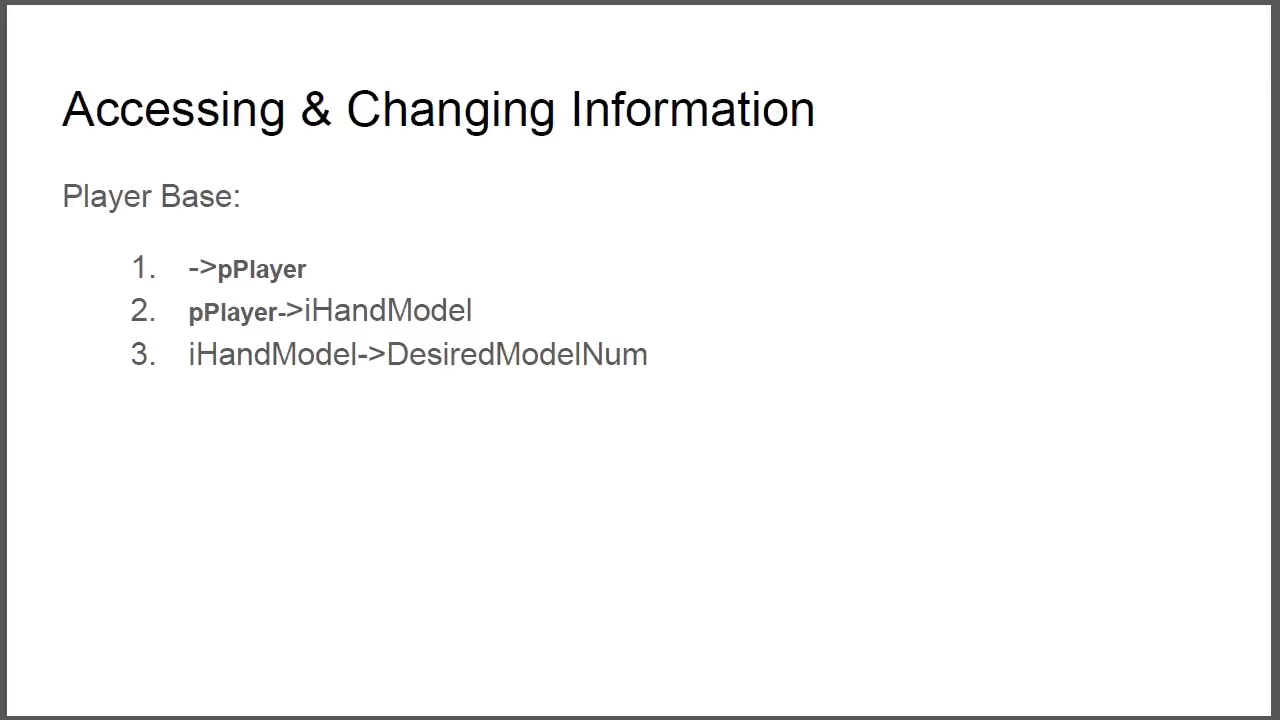 Accessing & Changing Information
Player Base:
1. ->pPlayer
2. pPlayer->iHandModel
3. iHandModel->DesiredModelNum